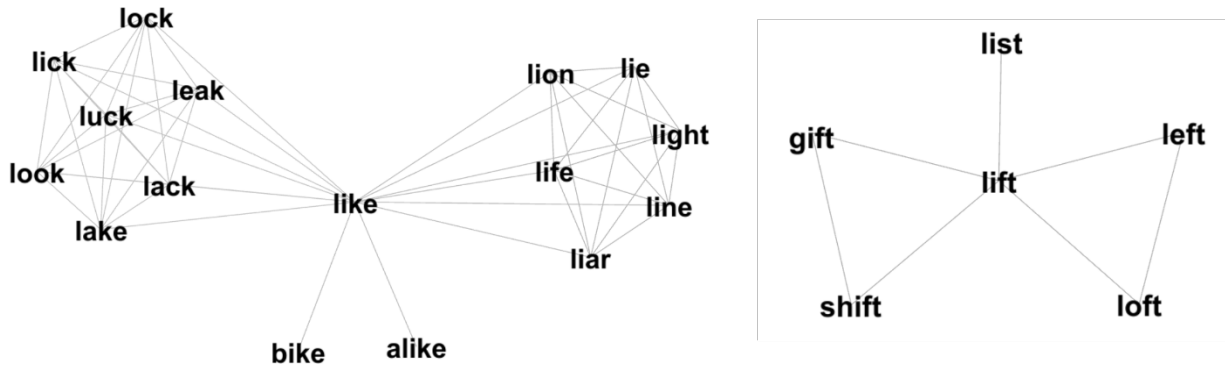 lock
lick
leak
luck
look
lack
lake
like
lion
lie
light
life
line
liar
bike
alike
list
gift
left
lift
shift
loft